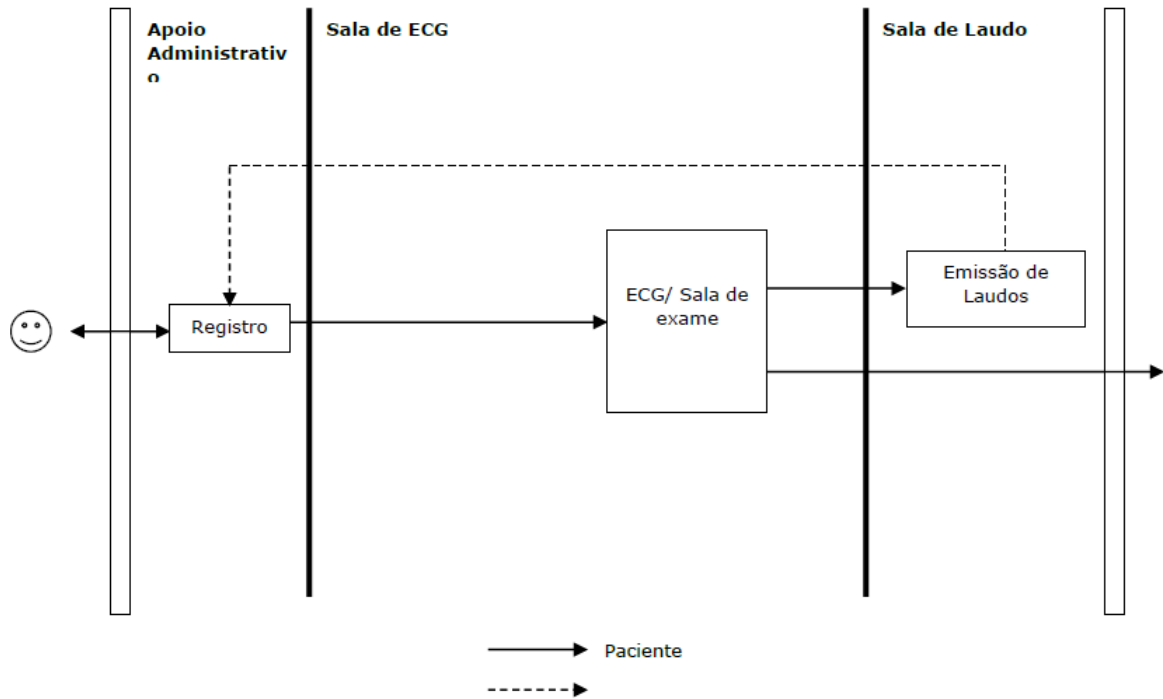 Apoio
Administrativ
o
Sala de ECG
Sala de Laudo
Registro
ECG/ Sala de
exame
Emissão de
Laudos
Paciente